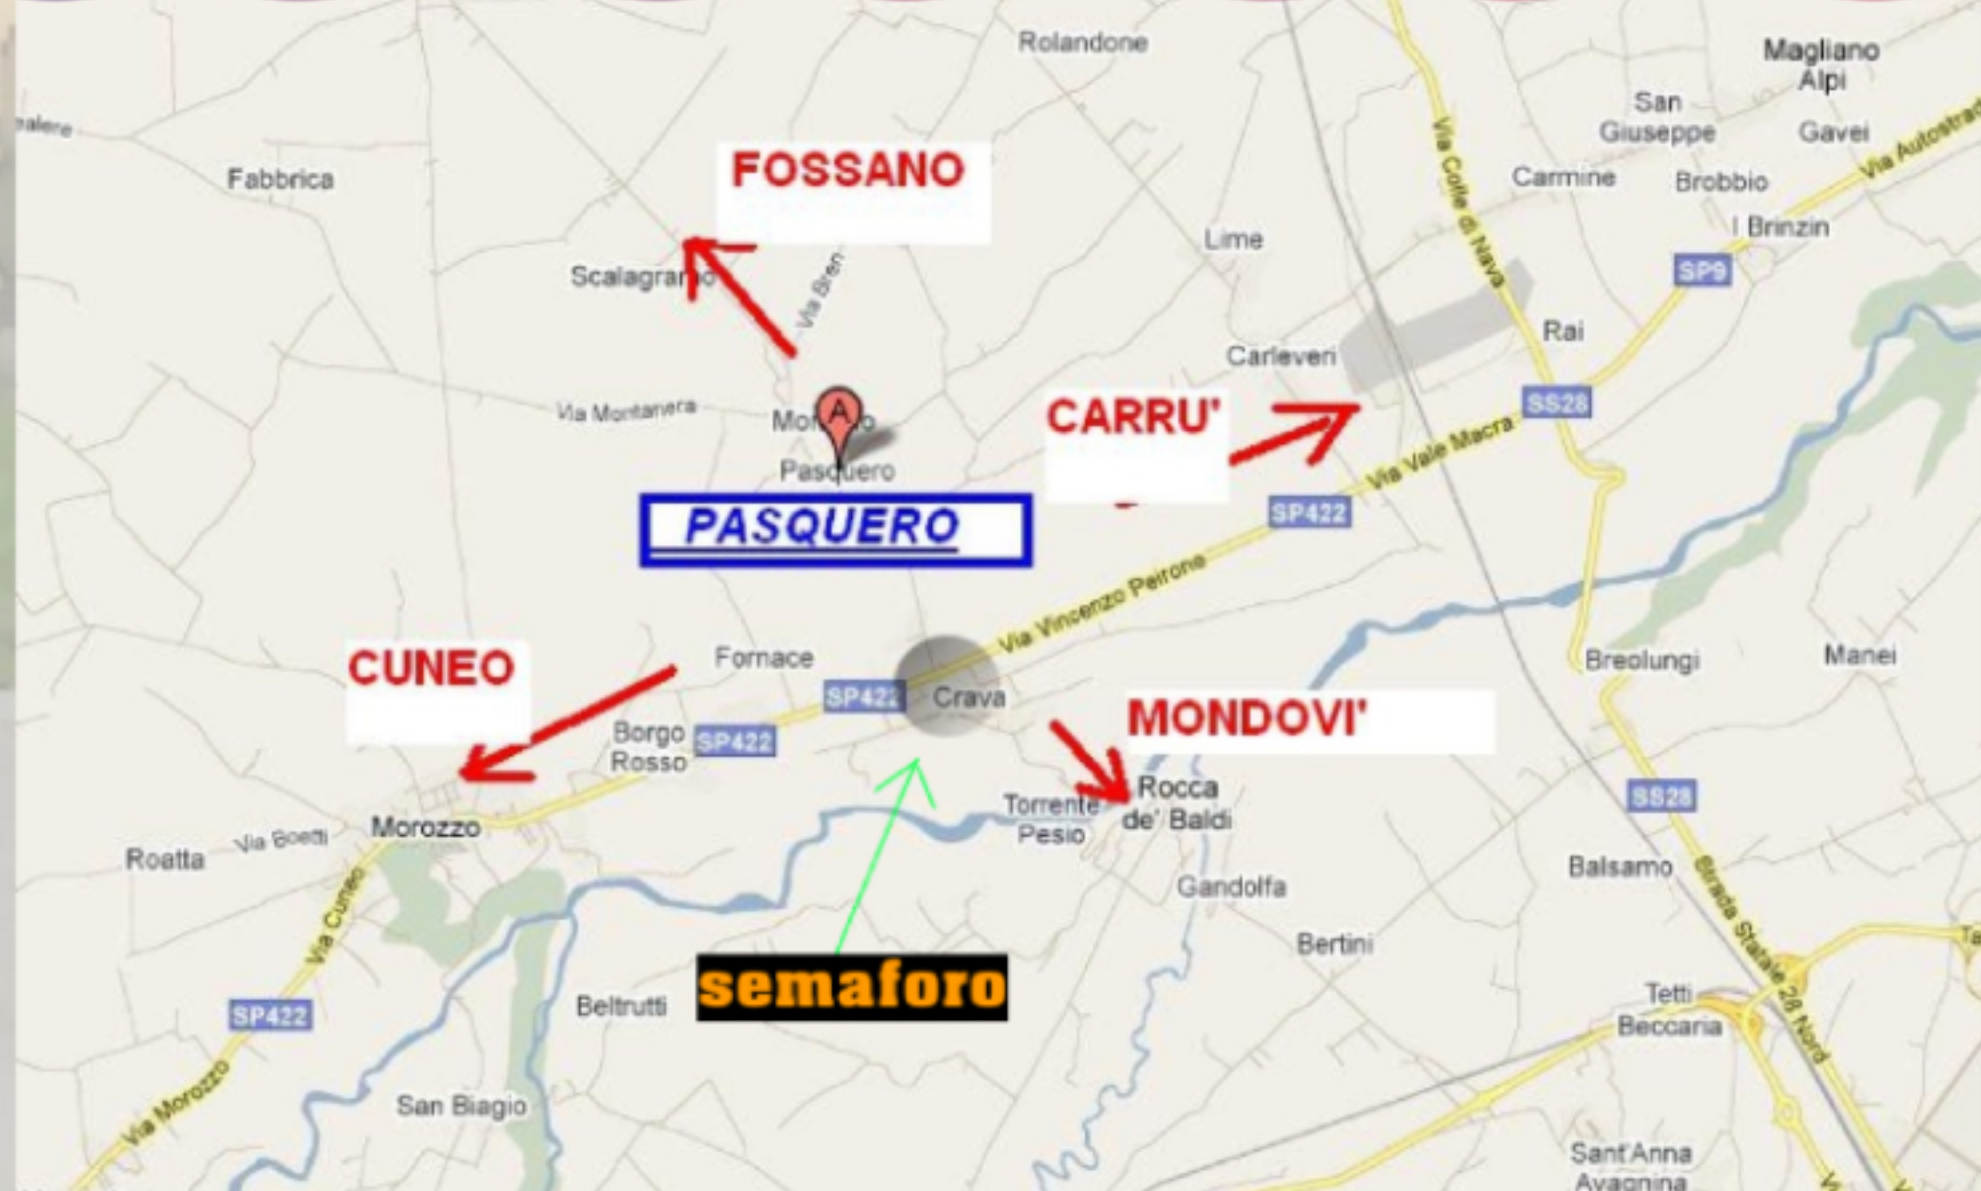 Rolandone
Magliano
Alpi
San
Giuseppe
Gavei
Via Colle di Nava
Via Autostrad
FOSSANO
Fabbrica
Carmine
Brobbio
I Brinzin
Lime
SP9
Scalagramo
Via Bren
Rai
Carleveri
SS28
Via Montanera
A
CARRU'
Via Vale Macra
Pasquero
SP422
PASQUERO
Via Vincenzo Peirone
CUNEO
Fornace
Breolungi
Manei
SP422
Crava
MONDOVI'
Borgo
Rosso
SP422
Rocca
de' Baldi
Torrente
Pesio
SS28
Morozzo
Via Boetti
Roatta
Balsamo
Gandolfa
Via Cuneo
Strada Statale 28 Nord
Bertini
semaforo
Beltrutti
SP422
Tetti
Beccaria
San Biagio
Via Morozzo
Sant'Anna
Avagnina